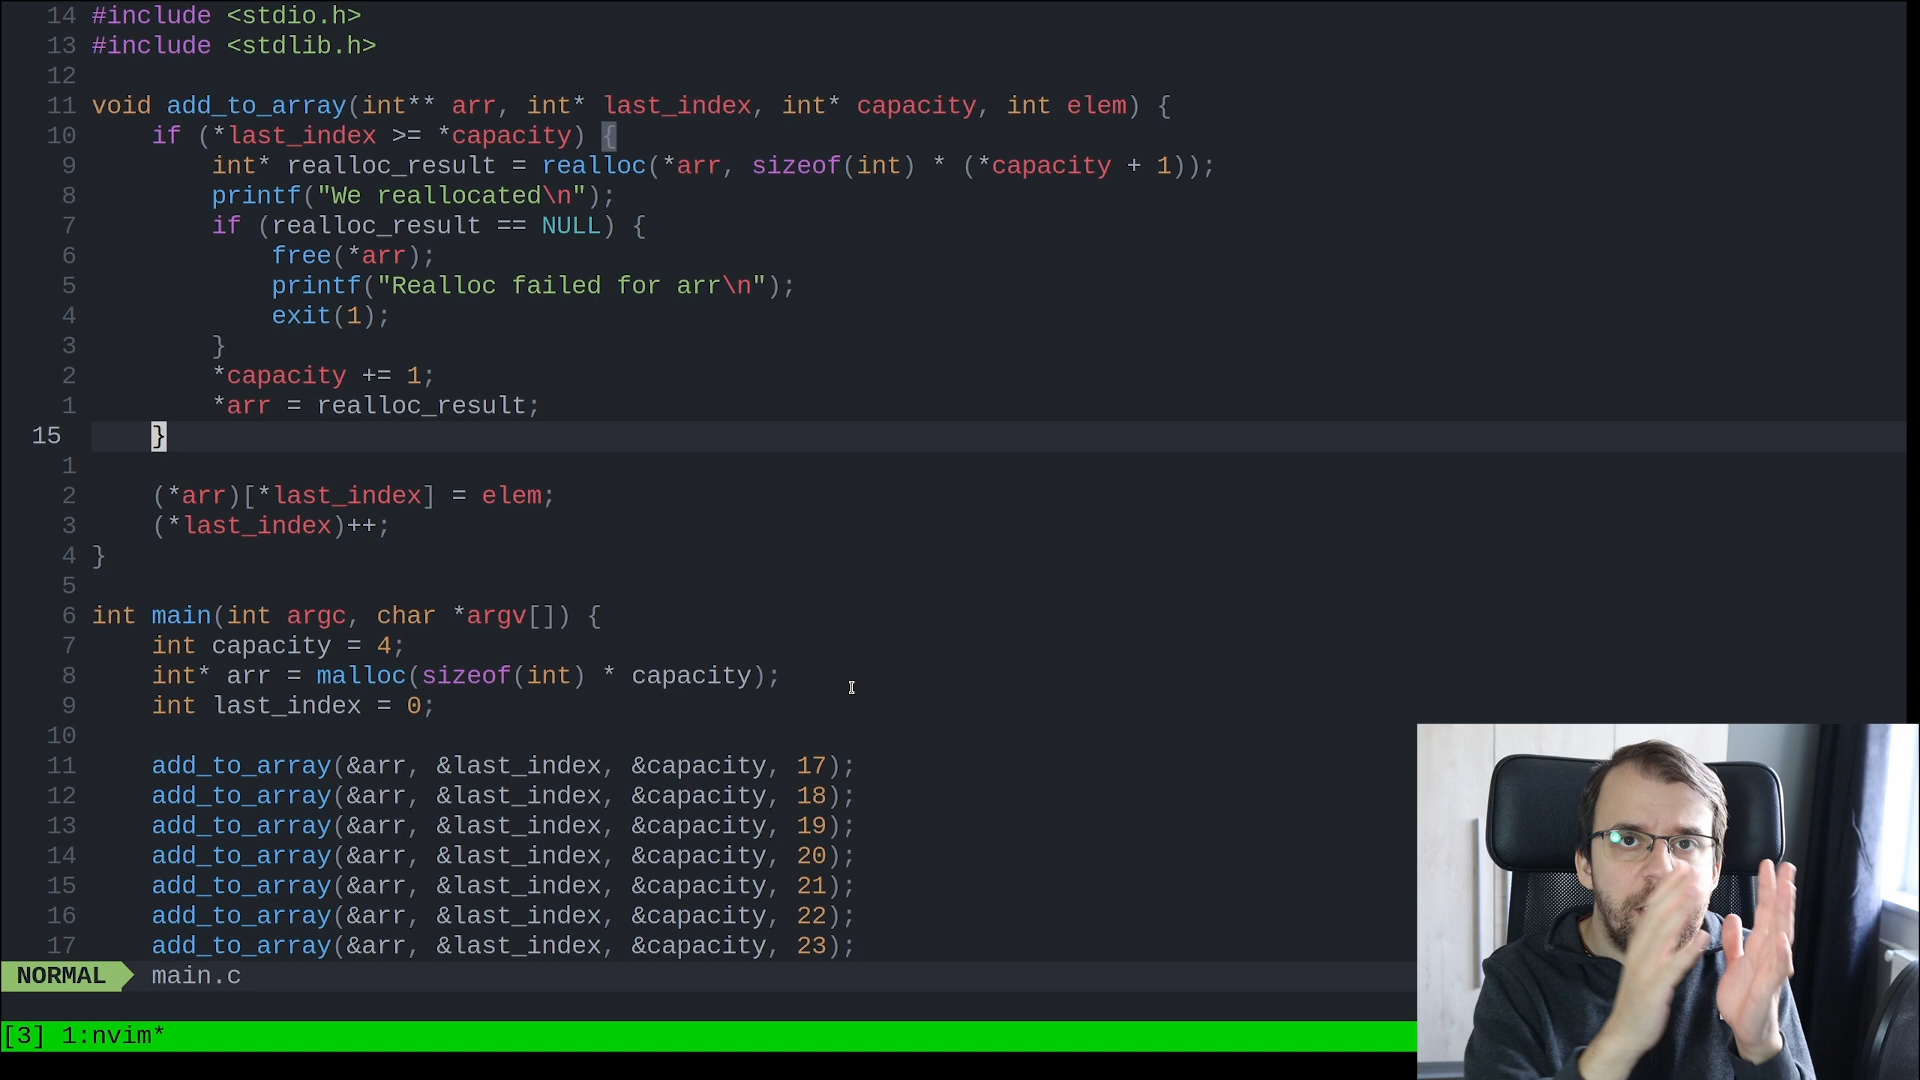 14 #include <stdio.h>
13 #include <stdlib.h>
12
11 void add_to_array(int** arr, int* last_index, int* capacity, int elem) {
10     if (*last_index >= *capacity) {
9         int* realloc_result = realloc(*arr, sizeof(int) * (*capacity + 1));
8         printf("We reallocated\n");
7         if (realloc_result == NULL) {
6             free(*arr);
5             printf("Realloc failed for arr\n");
4             exit(1);
3         }
2         *capacity += 1;
1         *arr = realloc_result;
15     }
1
2     (*arr)[*last_index] = elem;
3     (*last_index)++;
4 }
5
6 int main(int argc, char *argv[]) {
7     int capacity = 4;
8     int* arr = malloc(sizeof(int) * capacity);
9     int last_index = 0;
10
11     add_to_array(&arr, &last_index, &capacity, 17);
12     add_to_array(&arr, &last_index, &capacity, 18);
13     add_to_array(&arr, &last_index, &capacity, 19);
14     add_to_array(&arr, &last_index, &capacity, 20);
15     add_to_array(&arr, &last_index, &capacity, 21);
16     add_to_array(&arr, &last_index, &capacity, 22);
17     add_to_array(&arr, &last_index, &capacity, 23);
NORMAL main.c
[3] 1:nvim*